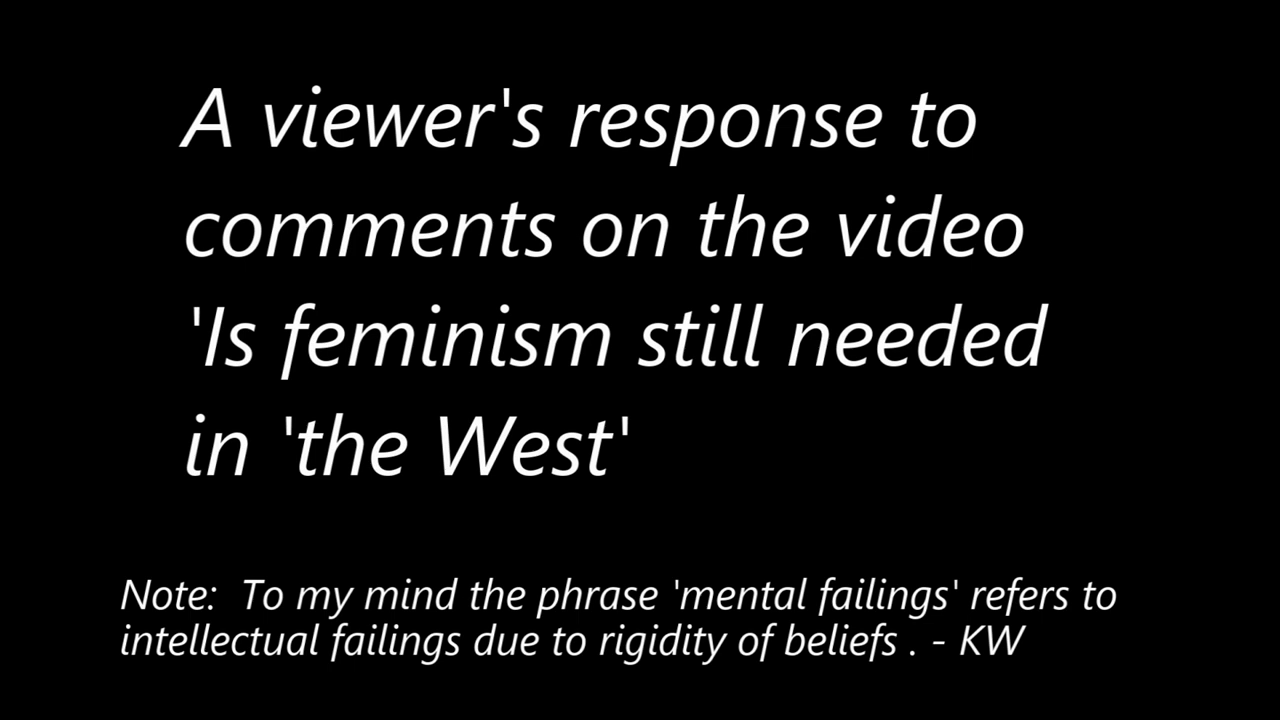 A viewer's response to
comments on the video
'Is feminism still needed
in 'the West'
Note:  To my mind the phrase 'mental failings' refers to
intellectual failings due to rigidity of beliefs . - KW